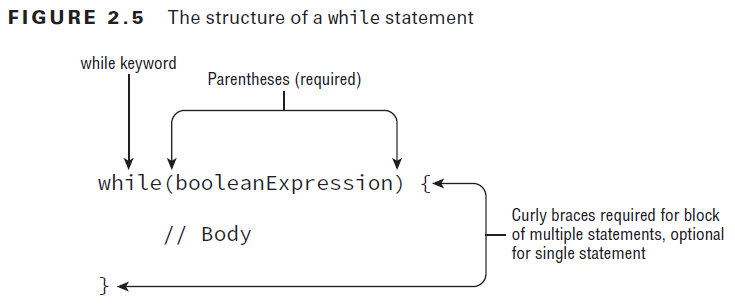 FIGURE 2.5 The structure of a while statement
while keyword
Parentheses (required)
while(booleanExpression) {
// Body
}
Curly braces required for block
of multiple statements, optional
for single statement